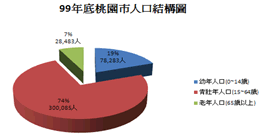 99年底桃園市人口結構圖
7%
28,483人
19%
78,283人
74%
300,083人
幼年人口(0~14歲)
青壯年人口(15~64歲)
老年人口(65歲以上)